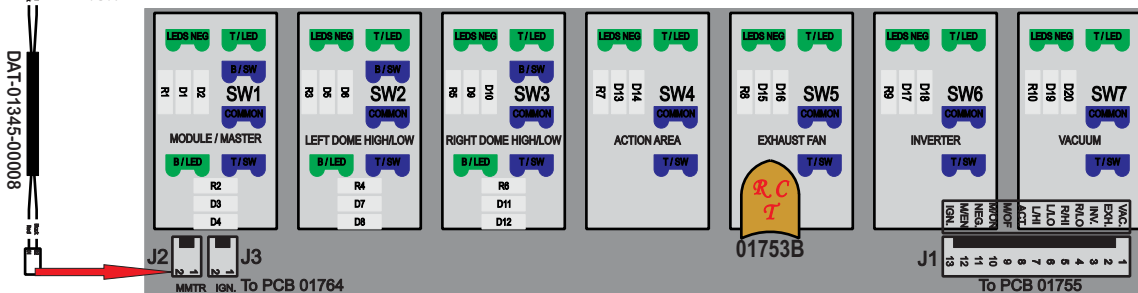 DAT-01345-00008
LEDS NEG T / LED LEDS NEG T / LED LEDS NEG T / LED LEDS NEG T / LED LEDS NEG T / LED LEDS NEG T / LED LEDS NEG T / LED
B / SW B / SW B / SW
R1 D1 D2 SW1 R3 D5 D6 SW2 R5 D9 D10 SW3 R7 D13 D14 SW4 R8 D15 D16 SW5 R9 D17 D18 SW6 R10 D19 D20 SW7
COMMON COMMON COMMON COMMON COMMON COMMON COMMON
MODULE / MASTER LEFT DOME HIGH/LOW RIGHT DOME HIGH/LOW ACTION AREA EXHAUST FAN INVERTER VACUUM
B / LED T / SW B / LED T / SW B / LED T / SW T / SW T / SW T / SW T / SW
R2 R4 R6
D3 D7 D11
D4 D8 D12
R C
T
01753B
IGN. M/EN NEG. M/ON M/OF ACT L/HI L/LO R/HI R/LO INV. EXH. VAC.
J2 2 1 2 1 J3 J1 13 12 11 10 9 8 7 6 5 4 3 2 1
MMTR IGN. To PCB 01764 To PCB 01755